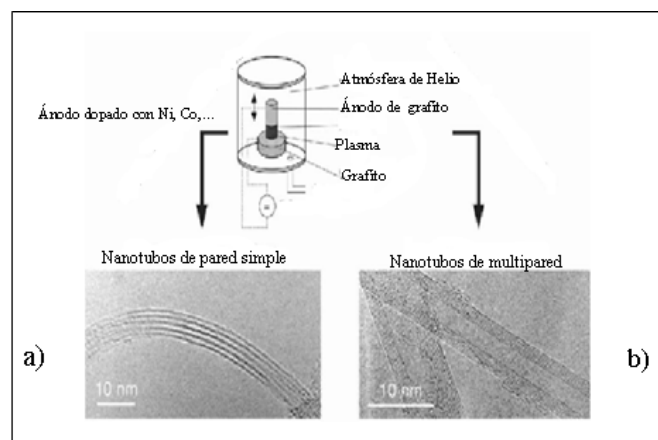 Atmósfera de Helio
Ánodo dopado con Ni, Co,...
Ánodo de grafito
Plasma
Grafito
Nanotubos de pared simple
Nanotubos de multipared
a)
b)
10 nm
10 nm